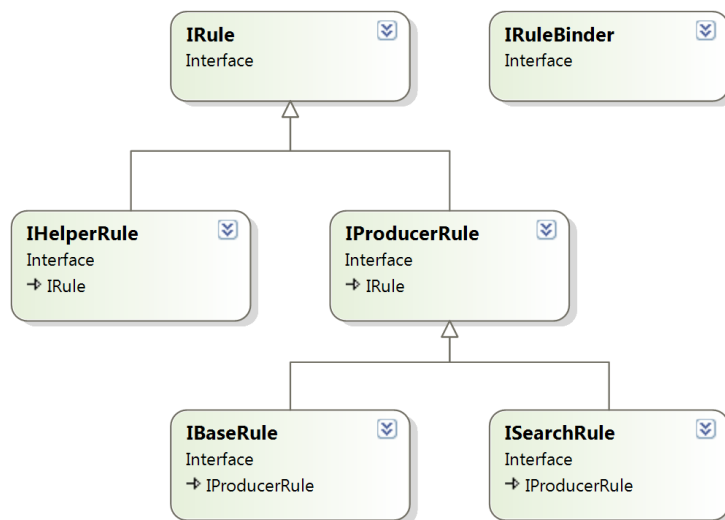 IRule
Interface
IRuleBinder
Interface
IHelperRule
Interface
IRule
IProducerRule
Interface
IRule
IBaseRule
Interface
IProducerRule
ISearchRule
Interface
IProducerRule